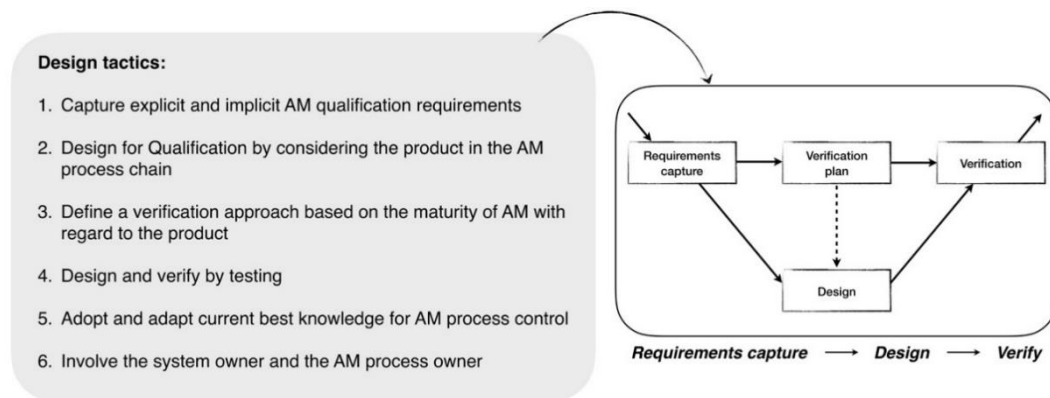 Design tactics:
1. Capture explicit and implicit AM qualification requirements
2. Design for Qualification by considering the product in the AM
process chain
3. Define a verification approach based on the maturity of AM with
regard to the product
4. Design and verify by testing
5. Adopt and adapt current best knowledge for AM process control
6. Involve the system owner and the AM process owner
Requirements
capture
Verification
plan
Verification
Design
Requirements capture → Design → Verify